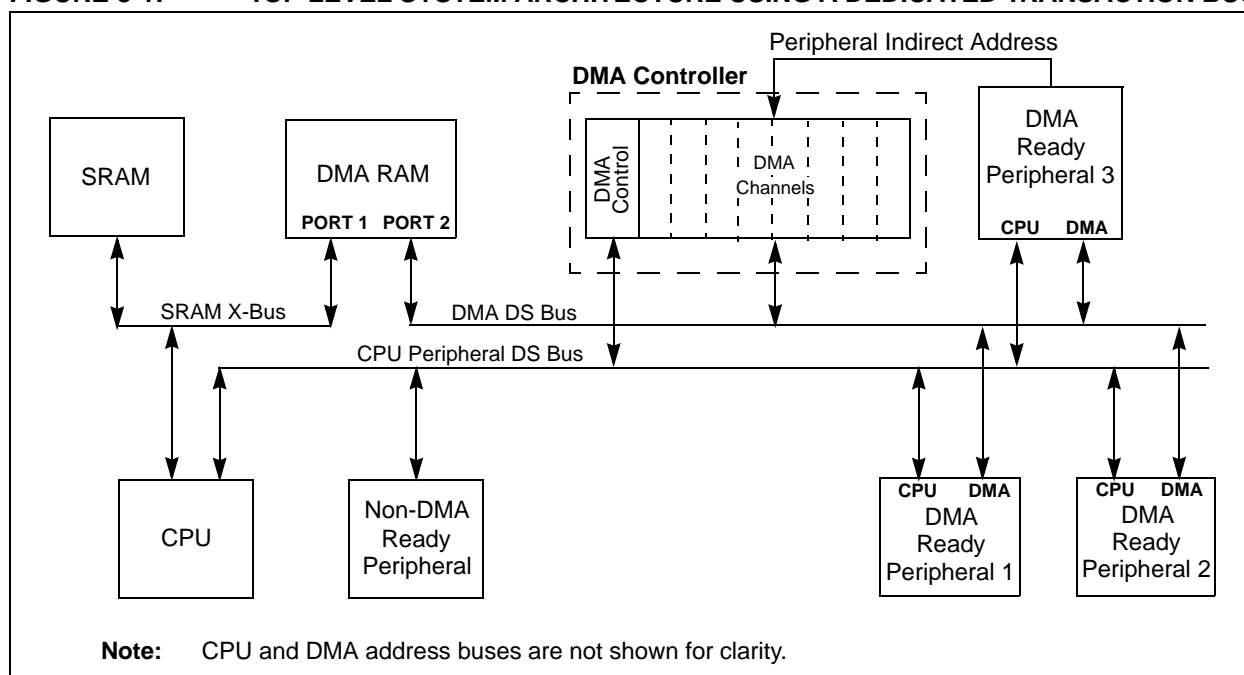 Peripheral Indirect Address
DMA Controller
SRAM
DMA RAM
PORT 1 PORT 2
DMA Control
DMA
Channels
DMA
Ready
Peripheral 3
CPU DMA
SRAM X-Bus
DMA DS Bus
CPU Peripheral DS Bus
CPU
Non-DMA
Ready
Peripheral
CPU DMA
DMA
Ready
Peripheral 1
CPU DMA
DMA
Ready
Peripheral 2
Note: CPU and DMA address buses are not shown for clarity.